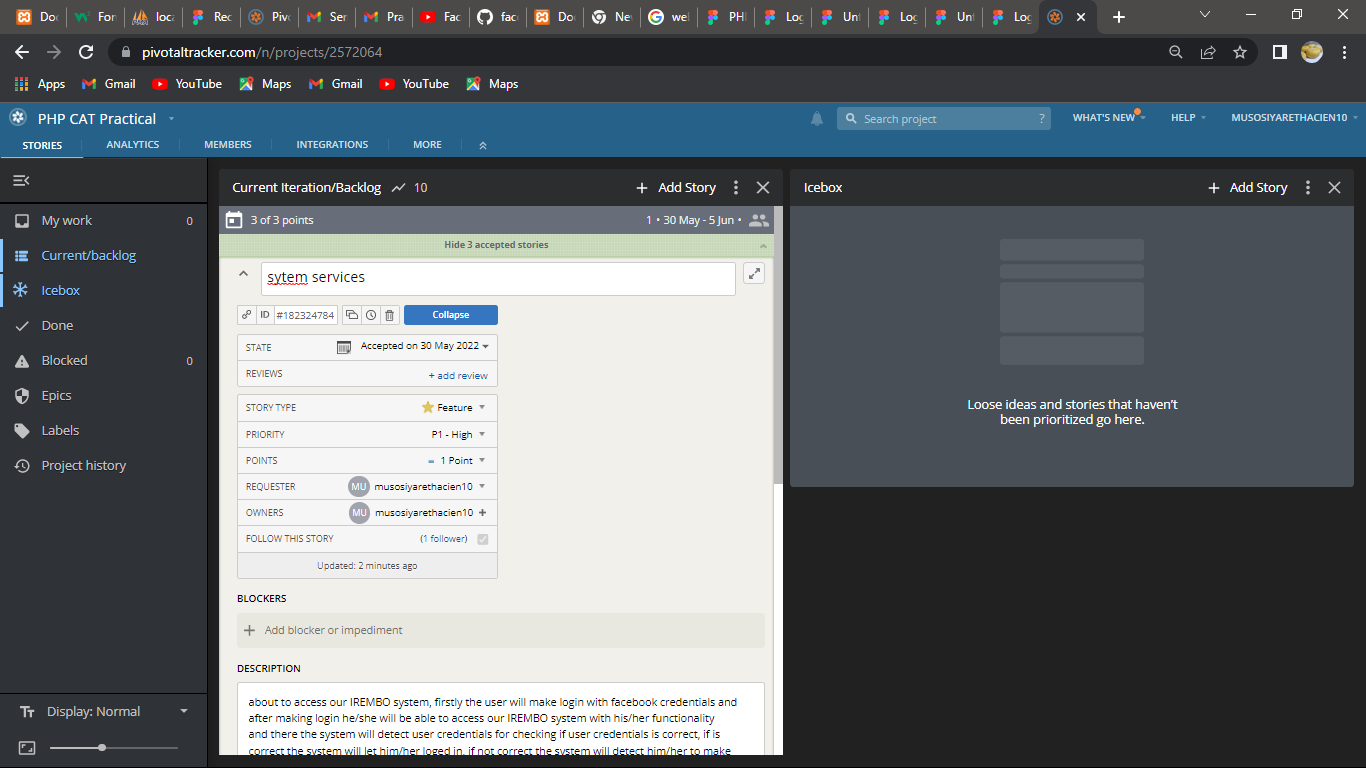 Doc
For
loca
Rec
Pivo
Ser
Pra
Fac
face
Doc
Nev
wel
PHI
Log
Unt
Log
Unt
Log
pivotaltracker.com/n/projects/2572064
Apps Gmail YouTube Maps Gmail YouTube Maps
PHP CAT Practical
Search project ?
WHAT'S NEW HELP MUSOSIYARETHACIEN10
STORIES ANALYTICS MEMBERS INTEGRATIONS MORE
My work 0
Current/backlog
Icebox
Done
Blocked 0
Epics
Labels
Project history
Display: Normal
Current Iteration/Backlog 10 + Add Story
3 of 3 points 1 • 30 May - 5 Jun •
Hide 3 accepted stories
sytem services
ID #182324784 Collapse
STATE Accepted on 30 May 2022
REVIEWS + add review
STORY TYPE Feature
PRIORITY P1 - High
POINTS 1 Point
REQUESTER MU musosiyarethacien10
OWNERS MU musosiyarethacien10 +
FOLLOW THIS STORY (1 follower)
Updated: 2 minutes ago
BLOCKERS
+ Add blocker or impediment
DESCRIPTION
about to access our IREMBO system, firstly the user will make login with facebook credentials and
after making login he/she will be able to access our IREMBO system with his/her functionality
and there the system will detect user credentials for checking if user credentials is correct, if is
correct the system will let him/her loged in, if not correct the system will detect him/her to make
Icebox + Add Story
Loose ideas and stories that haven't
been prioritized go here.